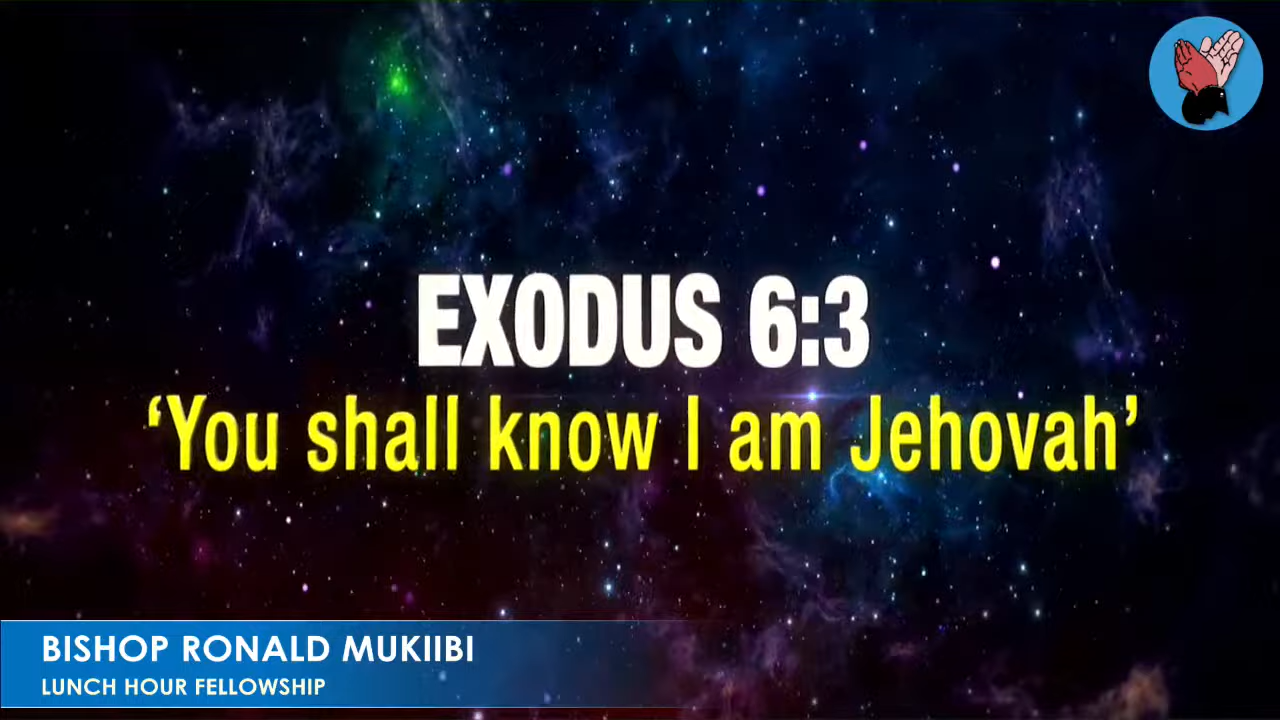 EXODUS 6:3
‘You shall know I am Jehovah’
BISHOP RONALD MUKIIBI
LUNCH HOUR FELLOWSHIP